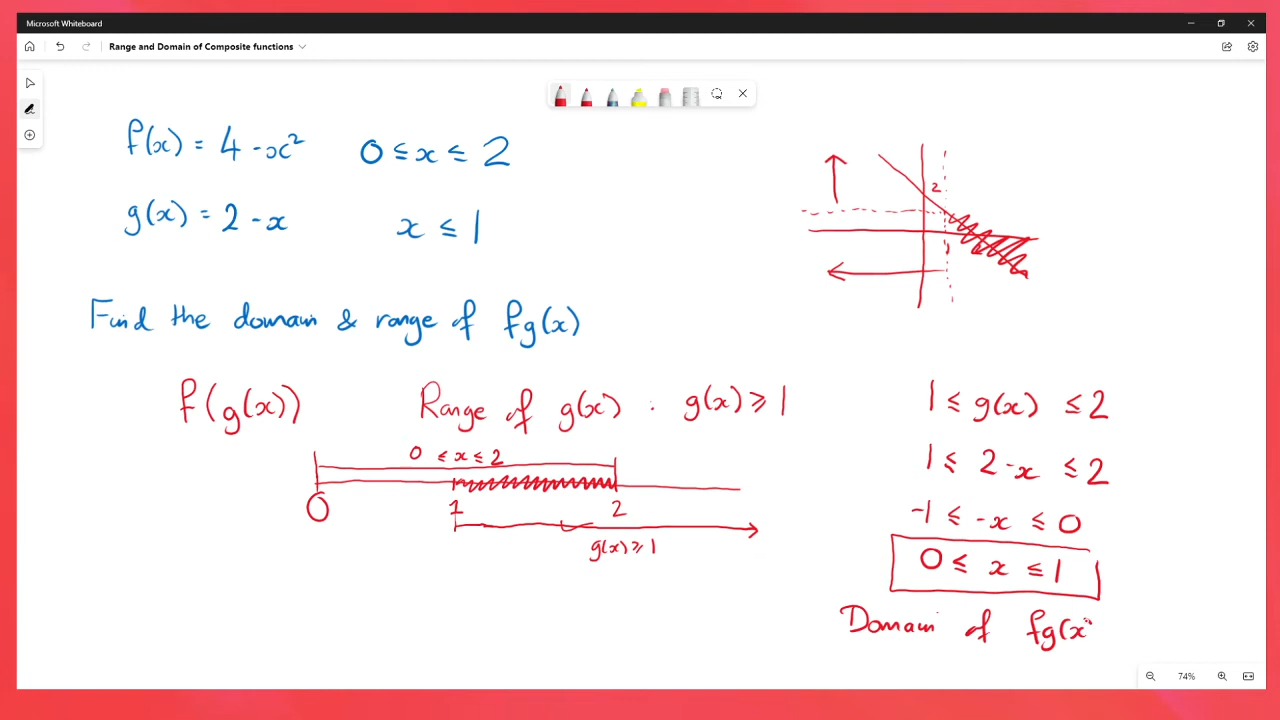 Microsoft Whiteboard
Range and Domain of Composite functions
f(x) = 4 - x² 0 ≤ x ≤ 2
g(x) = 2 - x x ≤ 1
2
1
Find the domain & range of fg(x)
f(g(x)) Range of g(x) : g(x) ≥ 1
0 ≤ x ≤ 2
0 1 2
g(x) ≥ 1
1 ≤ g(x) ≤ 2
1 ≤ 2 - x ≤ 2
-1 ≤ -x ≤ 0
0 ≤ x ≤ 1
Domain of fg(x
74%